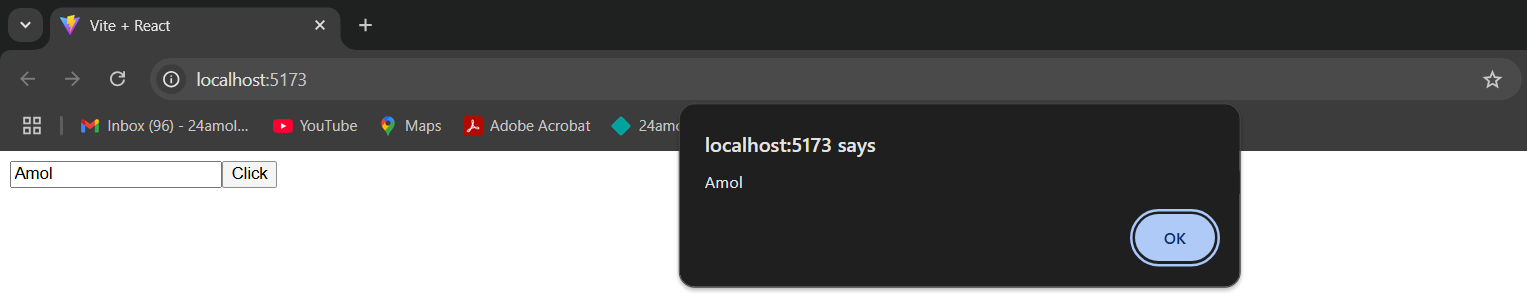 Vite + React
localhost:5173
Inbox (96) - 24amol... YouTube Maps Adobe Acrobat 24amo
localhost:5173 says
Amol
OK
Amol Click